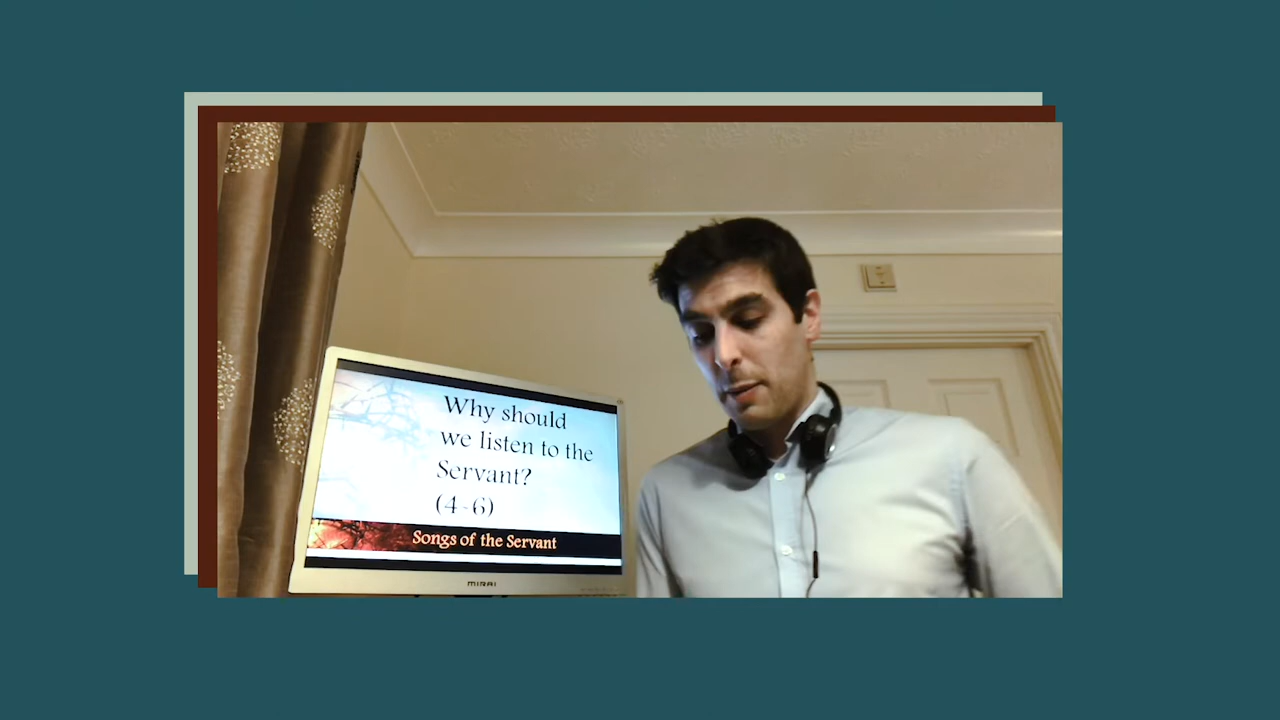 Why should
we listen to the
Servant?
(4-6)
Songs of the Servant
MIRAI